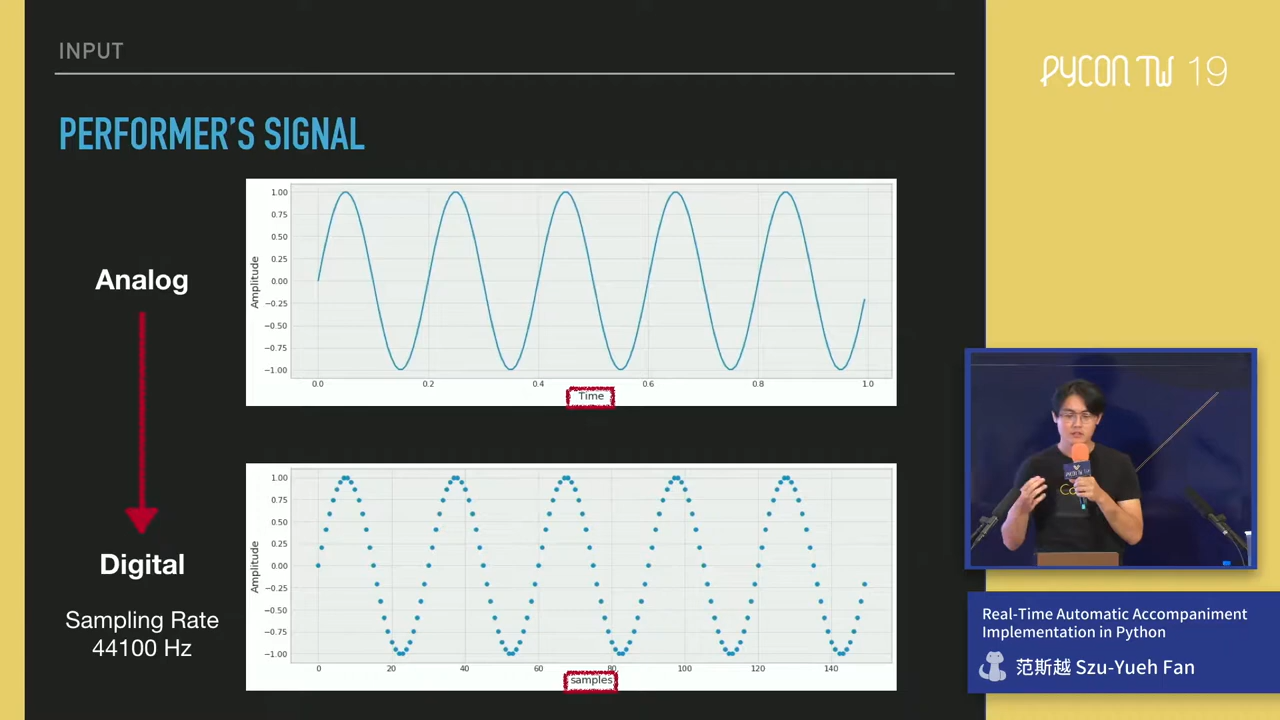 INPUT
PYCON TW 19
PERFORMER'S SIGNAL
Analog
Amplitude
1.00
0.75
0.50
0.25
0.00
−0.25
−0.50
−0.75
−1.00
0.0 0.2 0.4 0.6 0.8 1.0
Time
Digital
Sampling Rate
44100 Hz
Amplitude
1.00
0.75
0.50
0.25
0.00
−0.25
−0.50
−0.75
−1.00
0 20 40 60 80 100 120 140
samples
Real-Time Automatic Accompaniment
Implementation in Python
范斯越 Szu-Yueh Fan